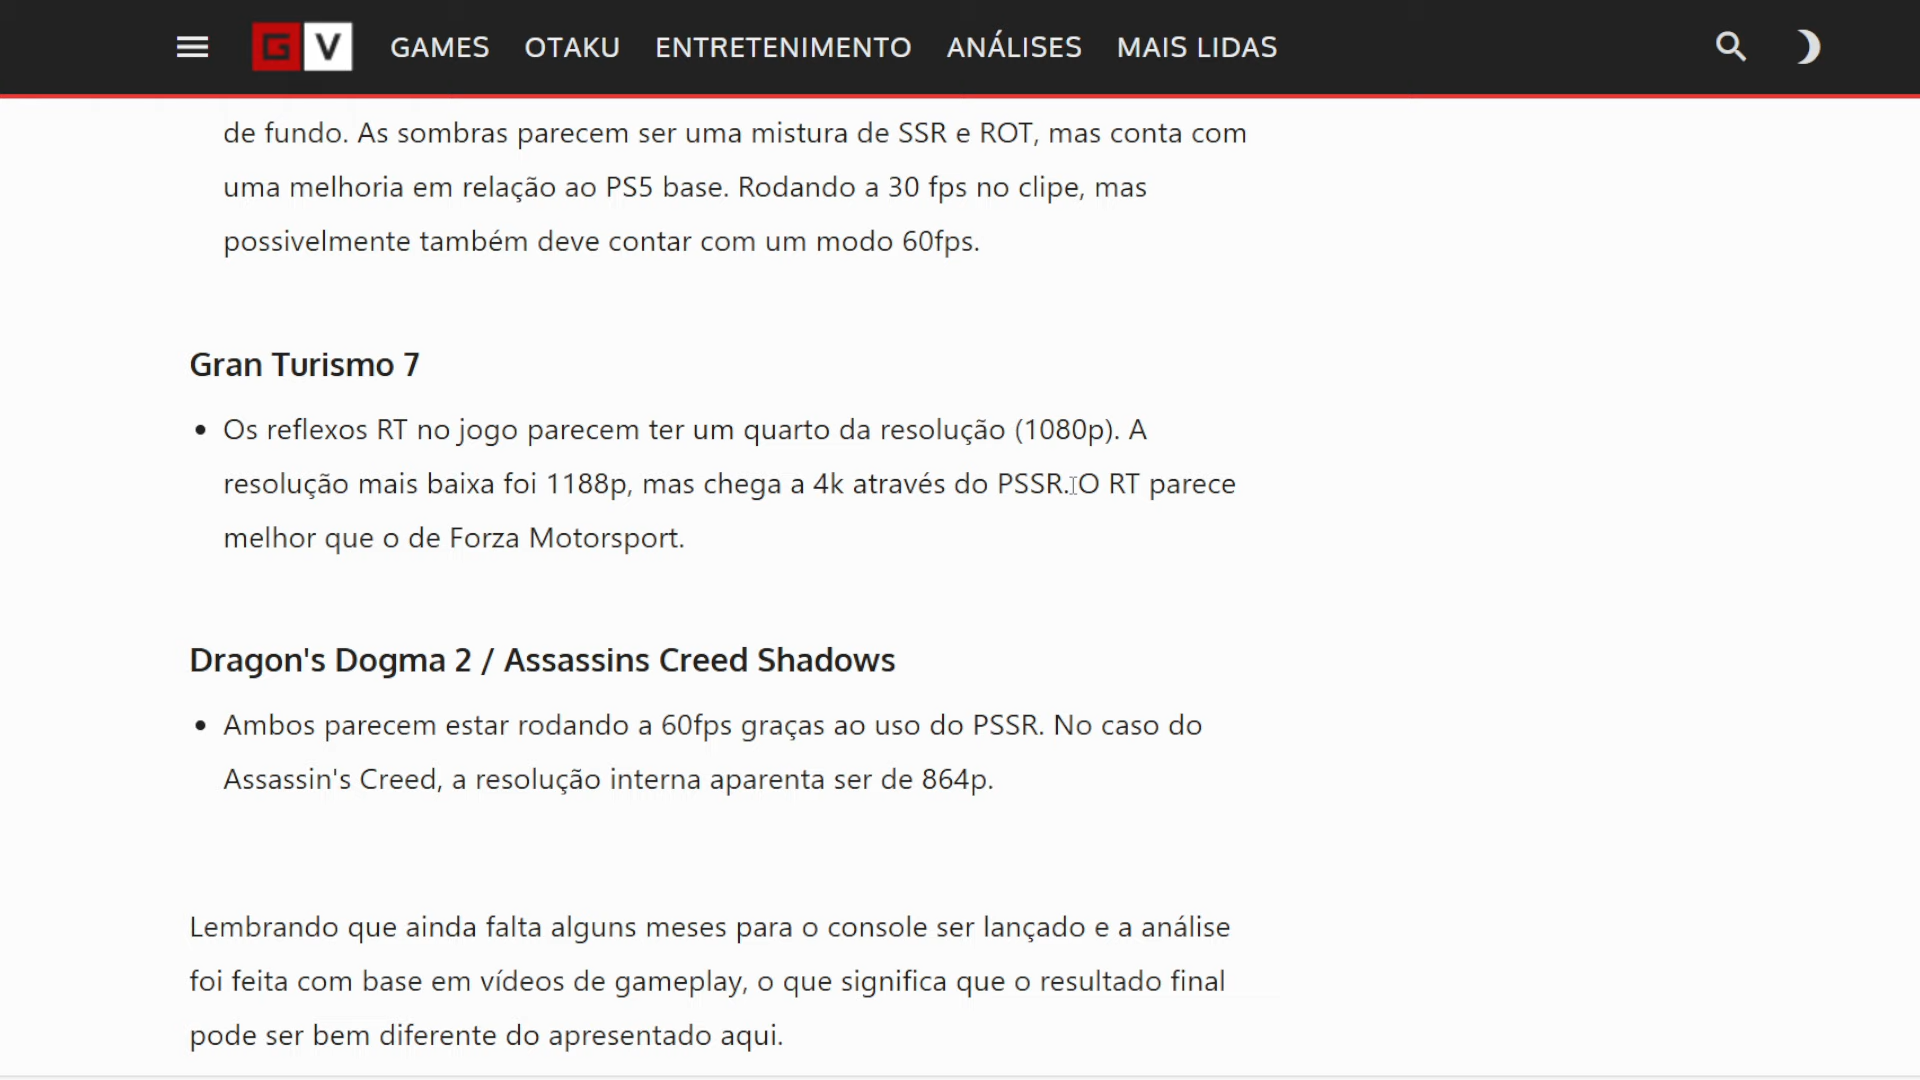 G V GAMES OTAKU ENTRETENIMENTO ANÁLISES MAIS LIDAS
de fundo. As sombras parecem ser uma mistura de SSR e ROT, mas conta com
uma melhoria em relação ao PS5 base. Rodando a 30 fps no clipe, mas
possivelmente também deve contar com um modo 60fps.
Gran Turismo 7
• Os reflexos RT no jogo parecem ter um quarto da resolução (1080p). A
resolução mais baixa foi 1188p, mas chega a 4k através do PSSR. O RT parece
melhor que o de Forza Motorsport.
Dragon's Dogma 2 / Assassins Creed Shadows
• Ambos parecem estar rodando a 60fps graças ao uso do PSSR. No caso do
Assassin's Creed, a resolução interna aparenta ser de 864p.
Lembrando que ainda falta alguns meses para o console ser lançado e a análise
foi feita com base em vídeos de gameplay, o que significa que o resultado final
pode ser bem diferente do apresentado aqui.